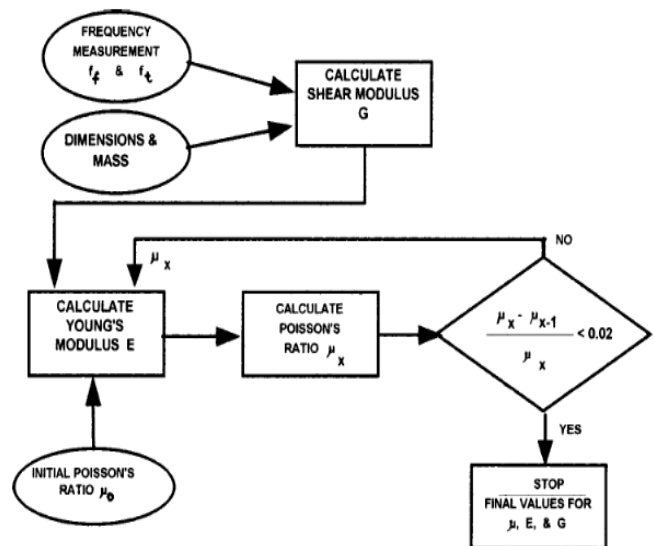 FREQUENCY
MEASUREMENT
f_f & f_t
CALCULATE
SHEAR MODULUS
G
DIMENSIONS &
MASS
NO
μ_x
CALCULATE
YOUNG'S
MODULUS E
CALCULATE
POISSON'S
RATIO μ_x
μ_x - μ_x-1
< 0.02
μ_x
YES
INITIAL POISSON'S
RATIO μ_0
STOP
FINAL VALUES FOR
μ, E, & G